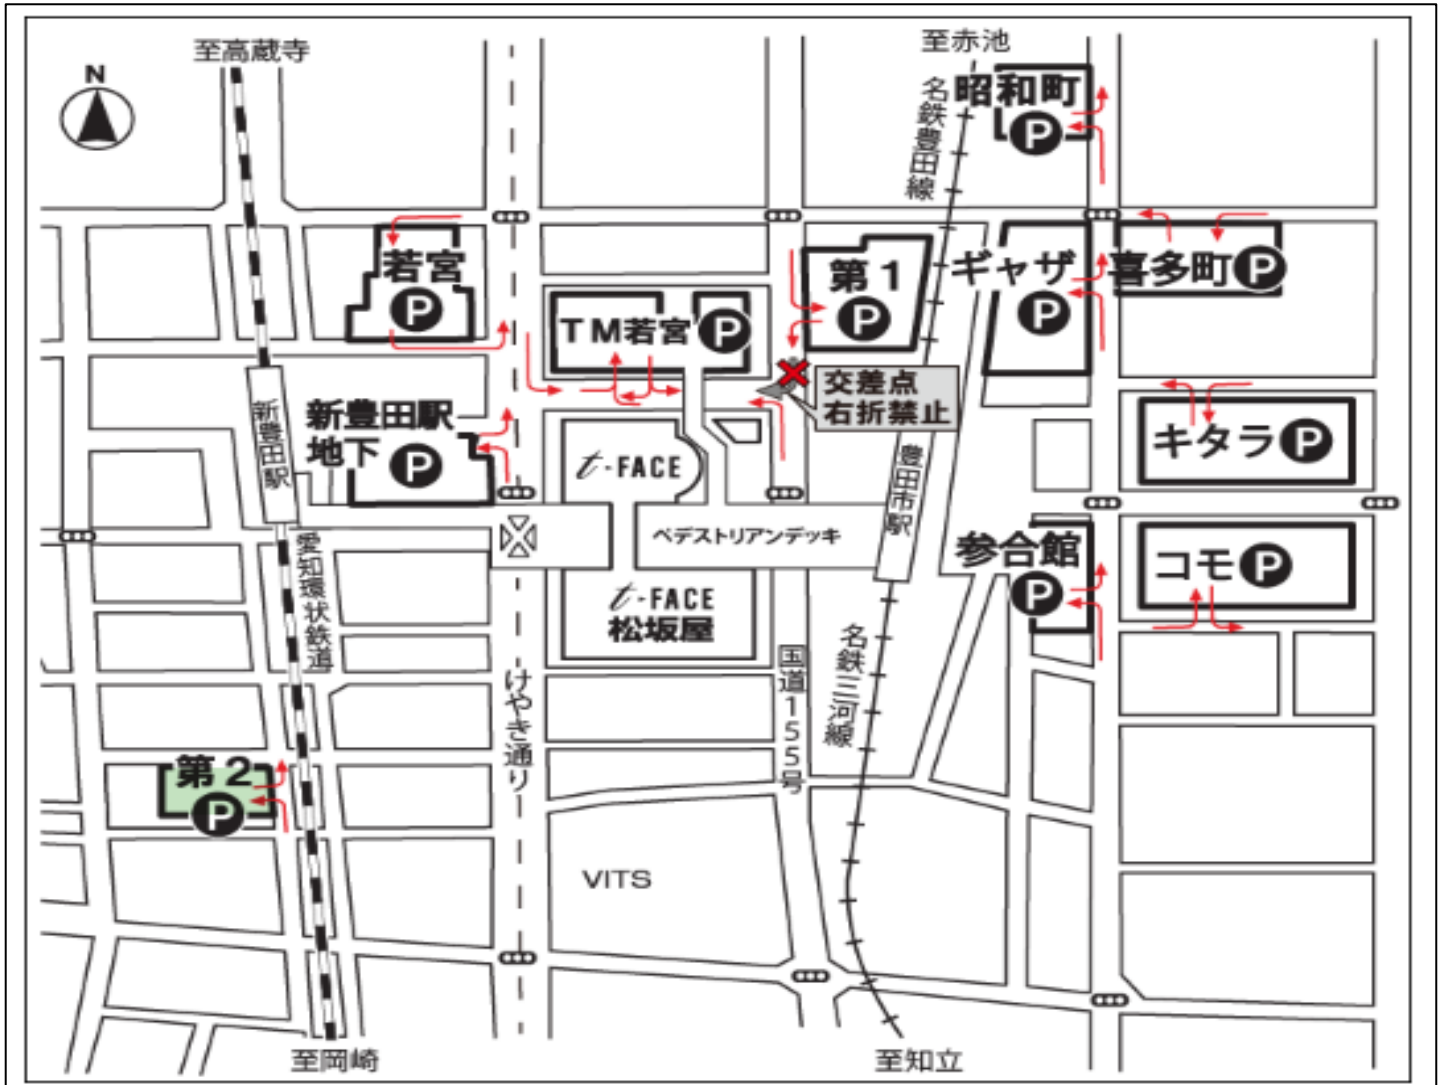 至高蔵寺
至赤池
N
昭和町
P
名鉄豊田線
若宮
P
第1
P
ギャザ
P
喜多町P
TM若宮P
交差点
右折禁止
新豊田駅
新豊田駅
地下P
t-FACE
豊田市駅
キタラP
ペデストリアンデッキ
参合館
P
コモP
愛知環状鉄道
t-FACE
松坂屋
名鉄三河線
国道155号
けやき通り
第2
P
VITS
至岡崎
至知立